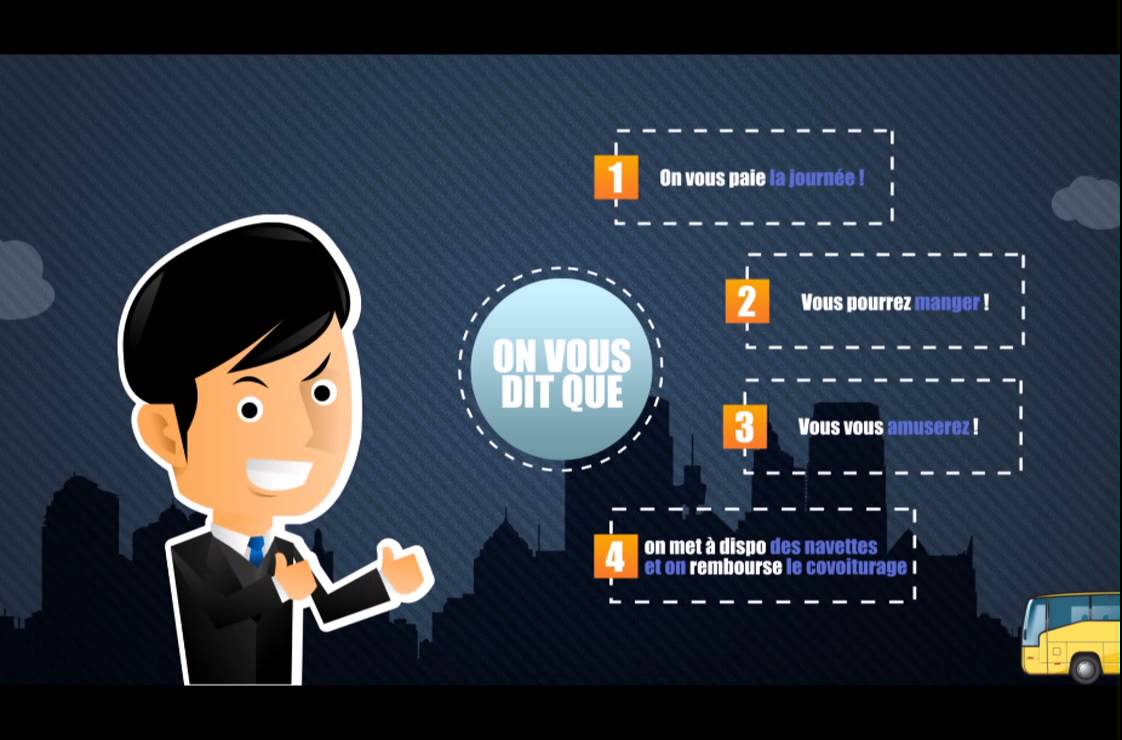 ON VOUS
DIT QUE
1
On vous paie la journée !
2
Vous pourrez manger !
3
Vous vous amuserez !
4
on met à dispo des navettes
et on rembourse le covoiturage